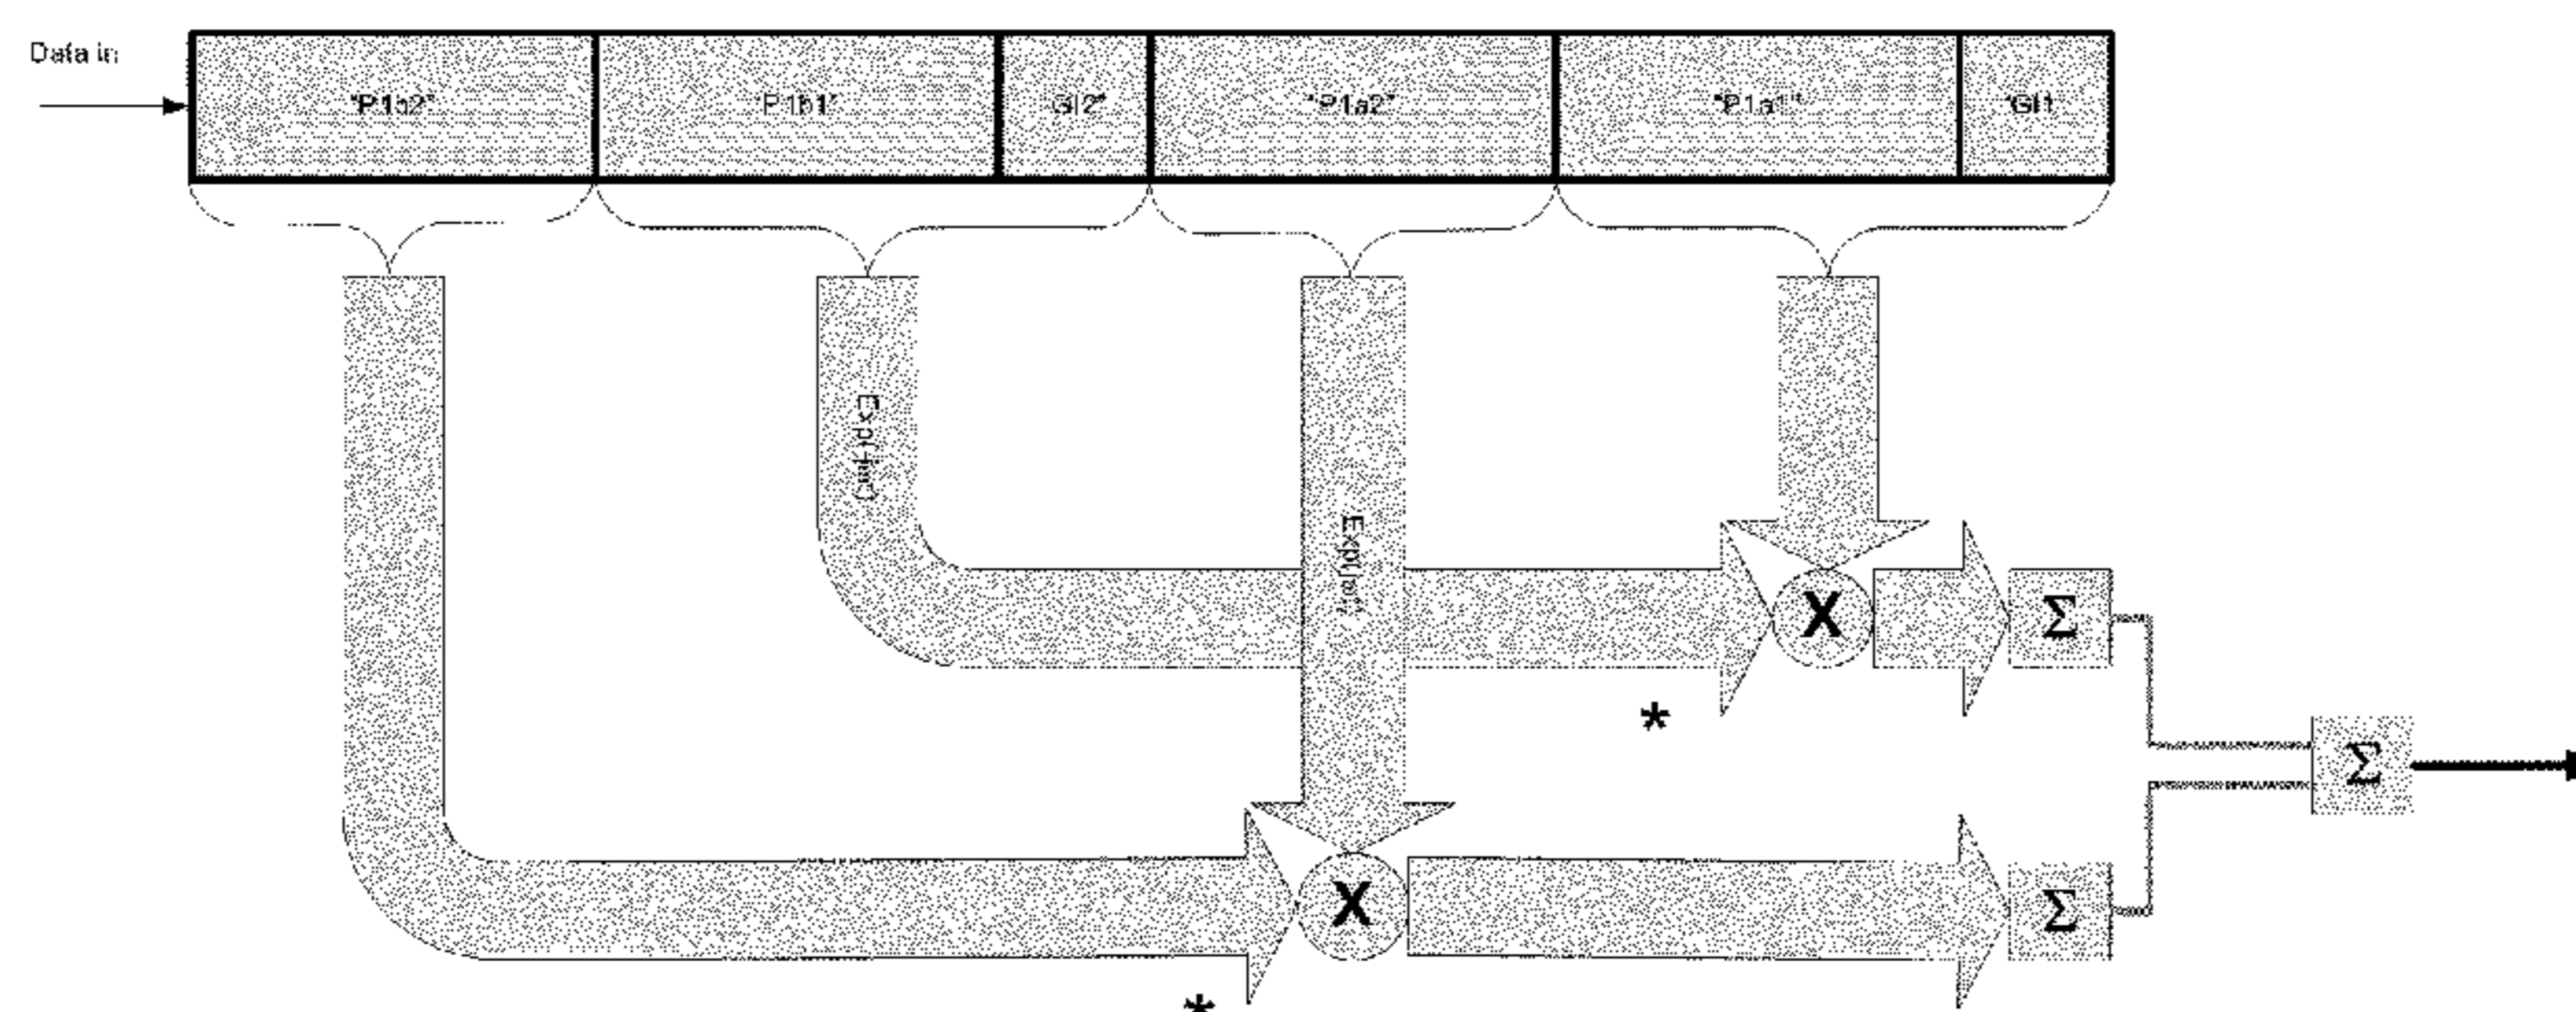 Data in
"P1b2"
"P1b1"
"GI2"
"P1a2"
"P1a1"
"GI1
X
Σ
*
Σ
X
Σ
*